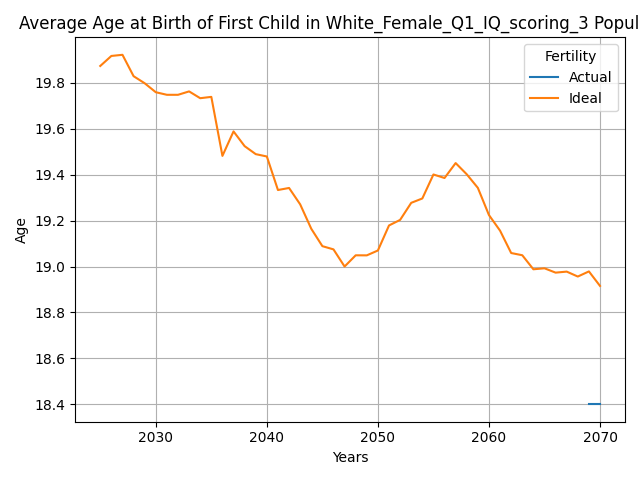 Average Age at Birth of First Child in White_Female_Q1_IQ_scoring_3 Popul
Fertility
Actual
Ideal
Age
19.8
19.6
19.4
19.2
19.0
18.8
18.6
18.4
2030 2040 2050 2060 2070
Years